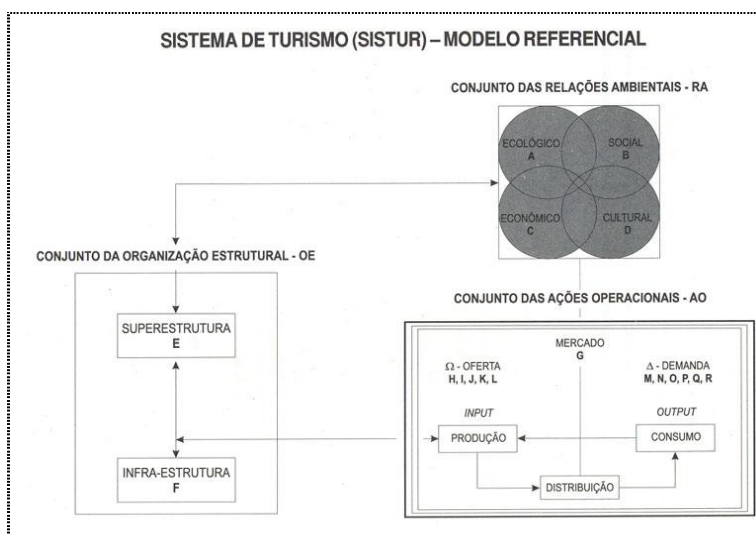 SISTEMA DE TURISMO (SISTUR) – MODELO REFERENCIAL
CONJUNTO DAS RELAÇÕES AMBIENTAIS - RA
ECOLÓGICO
A
SOCIAL
B
ECONÔMICO
C
CULTURAL
D
CONJUNTO DA ORGANIZAÇÃO ESTRUTURAL - OE
SUPERESTRUTURA
E
INFRA-ESTRUTURA
F
CONJUNTO DAS AÇÕES OPERACIONAIS - AO
MERCADO
G
Ω - OFERTA
H, I, J, K, L
Δ - DEMANDA
M, N, O, P, Q, R
INPUT
OUTPUT
PRODUÇÃO
CONSUMO
DISTRIBUIÇÃO